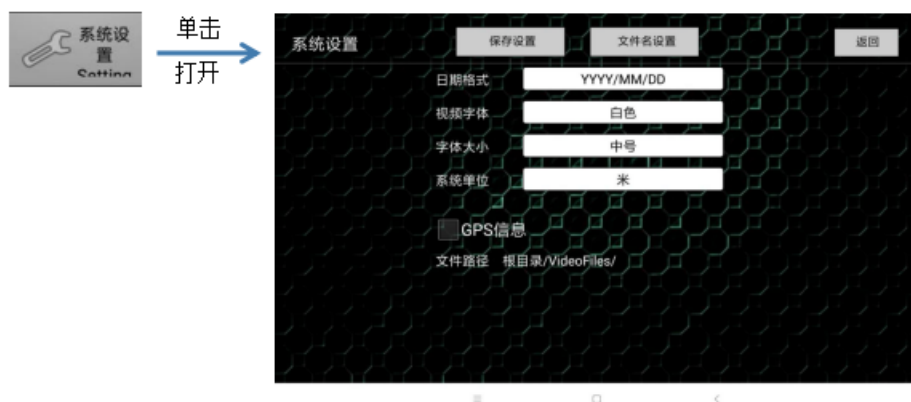 系统设
置
Setting
单击
打开
系统设置
保存设置
文件名设置
返回
日期格式 YYYY/MM/DD
视频字体 白色
字体大小 中号
系统单位 米
GPS信息
文件路径 根目录/VideoFiles/